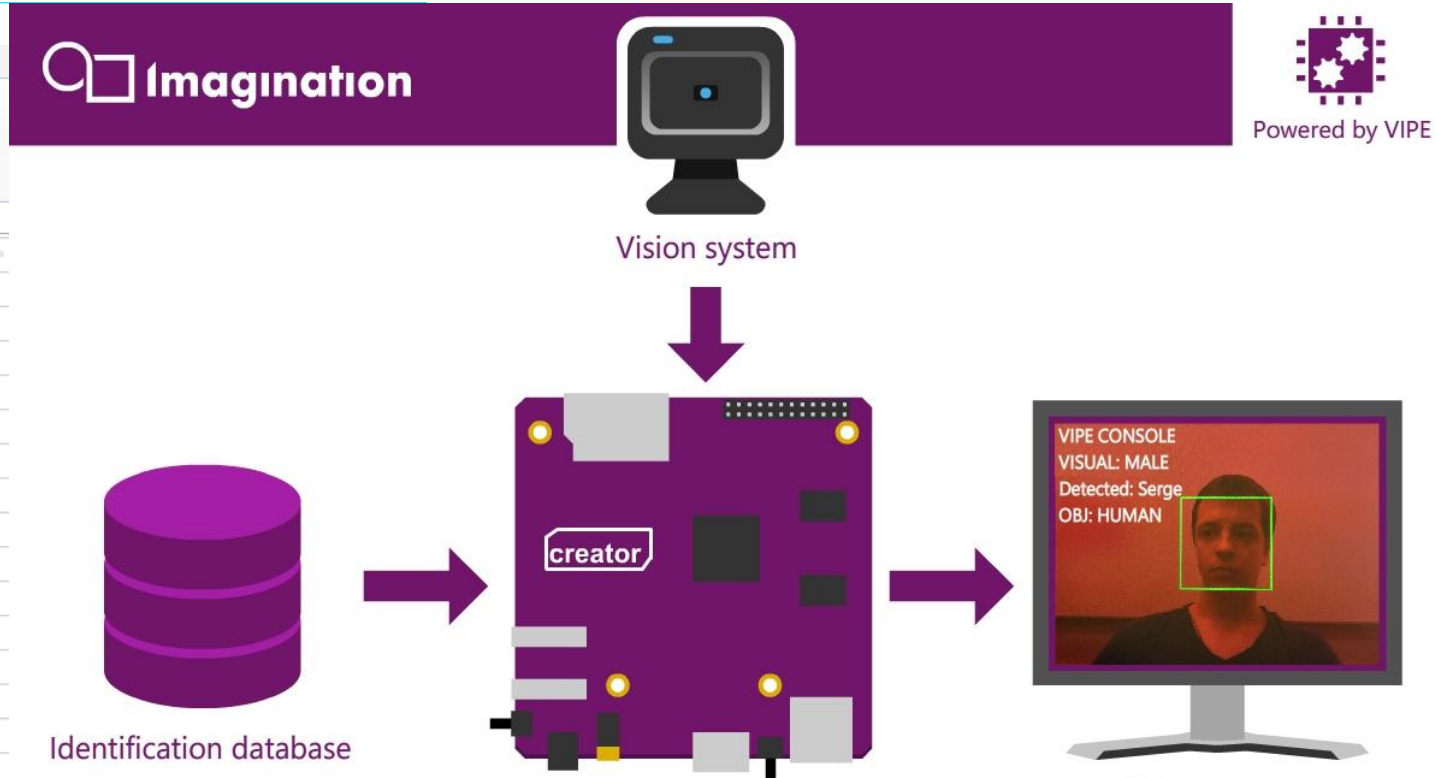 Imagination
Powered by VIPE
Vision system
creator
VIPE CONSOLE
VISUAL: MALE
Detected: Serge
OBJ: HUMAN
Identification database